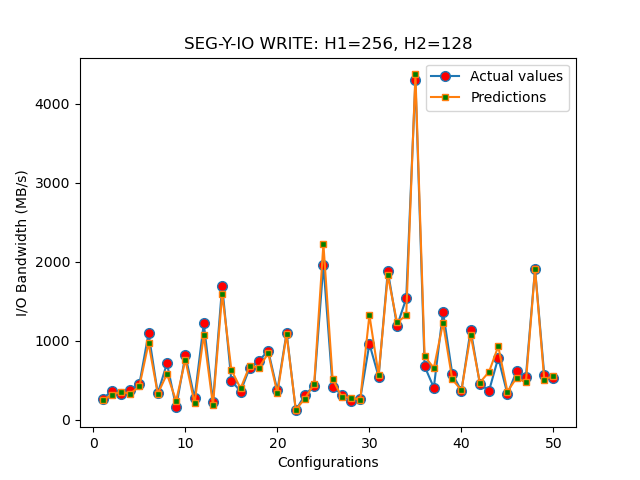 SEG-Y-IO WRITE: H1=256, H2=128
Actual values
Predictions
I/O Bandwidth (MB/s)
4000
3000
2000
1000
0
0 10 20 30 40 50
Configurations